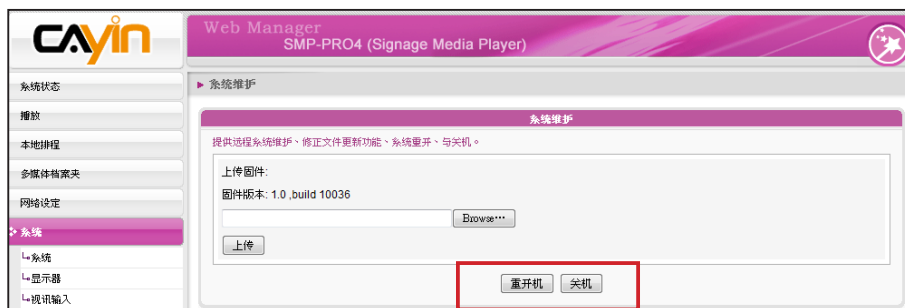 CAYIN
Web Manager
SMP-PRO4 (Signage Media Player)
系统状态
播放
本地排程
多媒体档案夹
网络设定
系统
系统
显示器
视讯输入
系统维护
系统维护
提供远程系统维护、修正文件更新功能、系统重开、与关机。
上传固件:
固件版本: 1.0 ,build 10036
Browse…
上传
重开机 关机